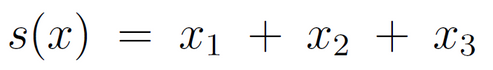 s(x) = x₁ + x₂ + x₃